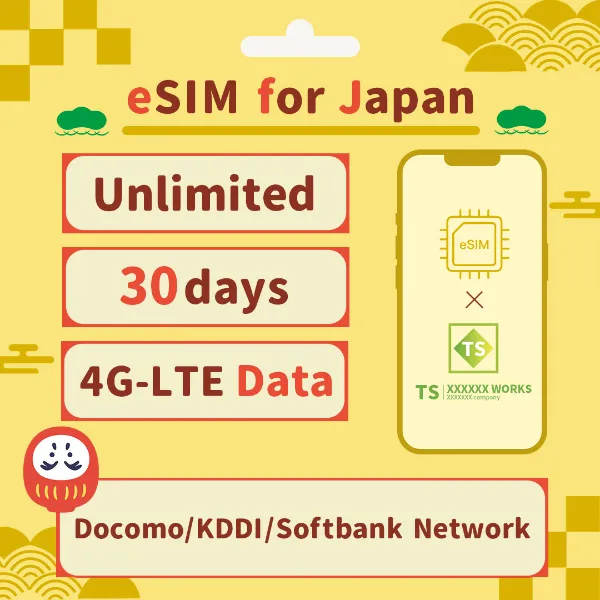 eSIM for Japan
Unlimited
30days
4G-LTE Data
eSIM
TS
TS XXXXXX WORKS
XXXXXXX company
Docomo/KDDI/Softbank Network